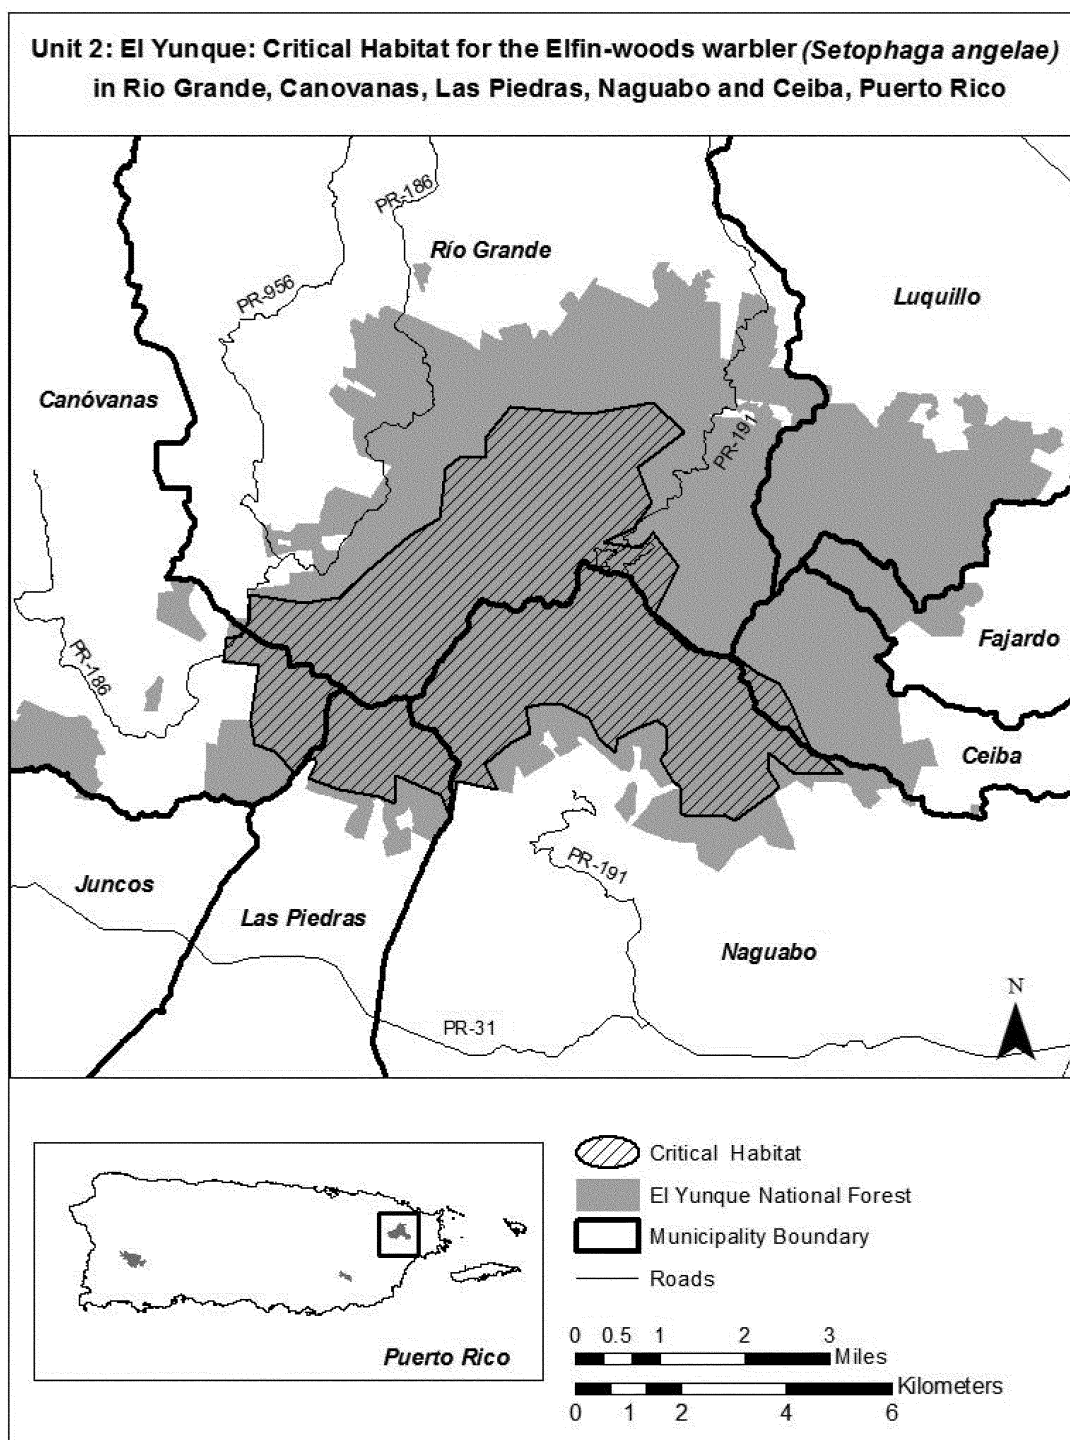 Unit 2: El Yunque: Critical Habitat for the Elfin-woods warbler (Setophaga angelae)
in Rio Grande, Canovanas, Las Piedras, Naguabo and Ceiba, Puerto Rico
PR-186
Río Grande
PR-956
Luquillo
Canóvanas
PR-191
PR-186
Fajardo
Ceiba
PR-191
Juncos
Las Piedras
Naguabo
N
PR-31
Critical Habitat
El Yunque National Forest
Municipality Boundary
Roads
Puerto Rico
0 0.5 1 2 3
Miles
Kilometers
0 1 2 4 6